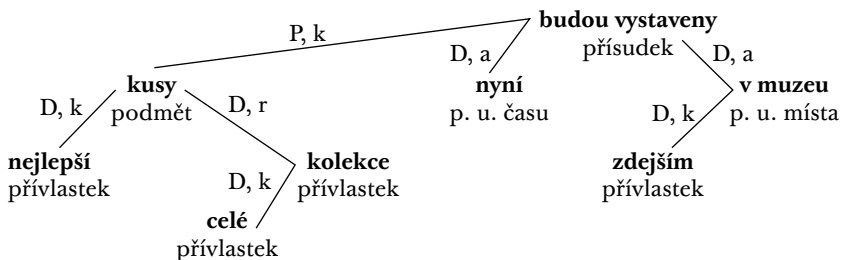 budou vystaveny
P, k
přísudek
D, a
D, a
kusy
nyní
v muzeu
D, k
podmět
D, r
p. u. času
D, k
p. u. místa
nejlepší
kolekce
zdejším
přívlastek
D, k
přívlastek
přívlastek
celé
přívlastek